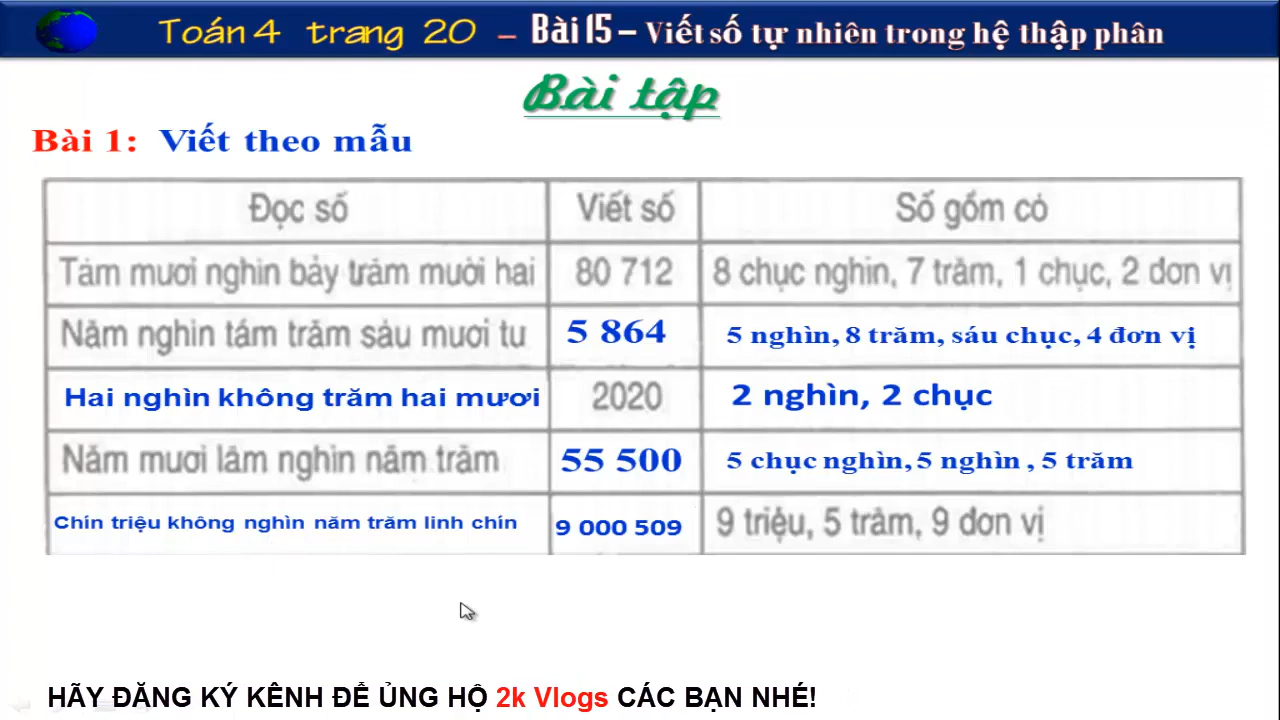 Toán 4 trang 20 – Bài 15 – Viết số tự nhiên trong hệ thập phân
Bài tập
Bài 1: Viết theo mẫu
Đọc số Viết số Số gồm có
Tám mươi nghìn bảy trăm mười hai 80 712 8 chục nghìn, 7 trăm, 1 chục, 2 đơn vị
Năm nghìn tám trăm sáu mươi tư 5 864 5 nghìn, 8 trăm, sáu chục, 4 đơn vị
Hai nghìn không trăm hai mươi 2020 2 nghìn, 2 chục
Năm mươi lăm nghìn năm trăm 55 500 5 chục nghìn, 5 nghìn , 5 trăm
Chín triệu không nghìn năm trăm linh chín 9 000 509 9 triệu, 5 trăm, 9 đơn vị
HÃY ĐĂNG KÝ KÊNH ĐỂ ỦNG HỘ 2k Vlogs CÁC BẠN NHÉ!